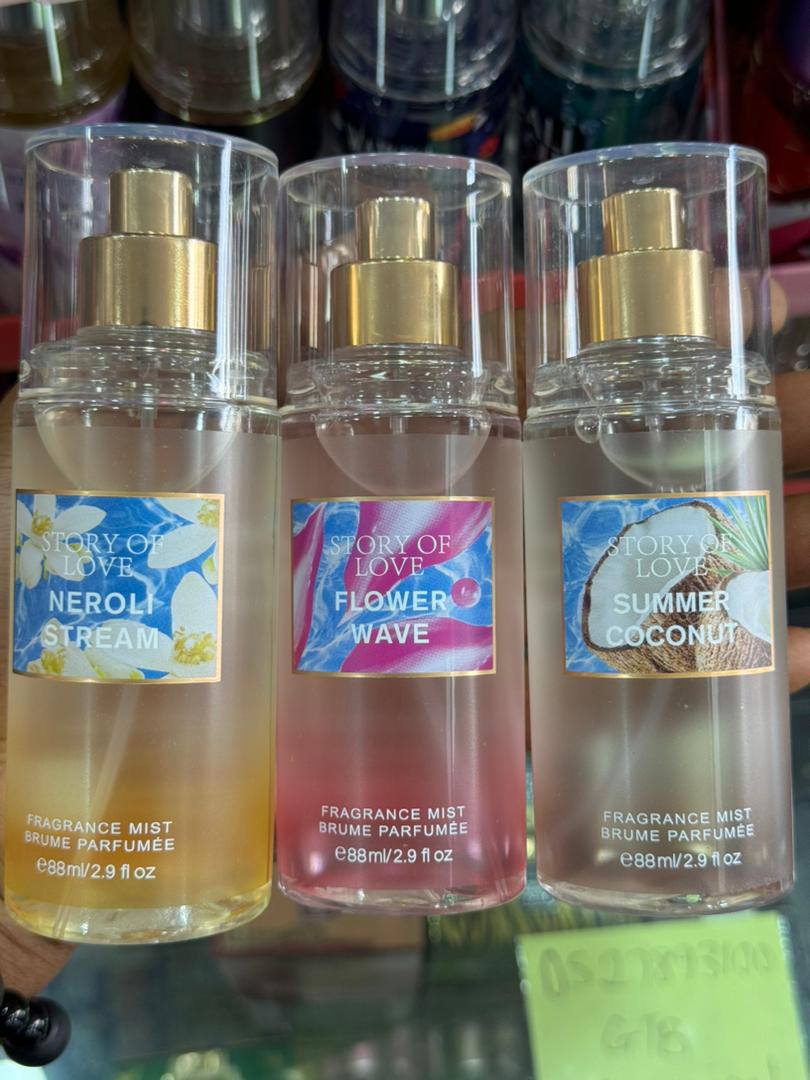 STORY OF
LOVE
NEROLI
STREAM
FRAGRANCE MIST
BRUME PARFUMÉE
℮88ml/2.9 fl oz
STORY OF
LOVE
FLOWER
WAVE
FRAGRANCE MIST
BRUME PARFUMÉE
℮88ml/2.9 fl oz
STORY OF
LOVE
SUMMER
COCONUT
FRAGRANCE MIST
BRUME PARFUMÉE
℮88ml/2.9 fl oz